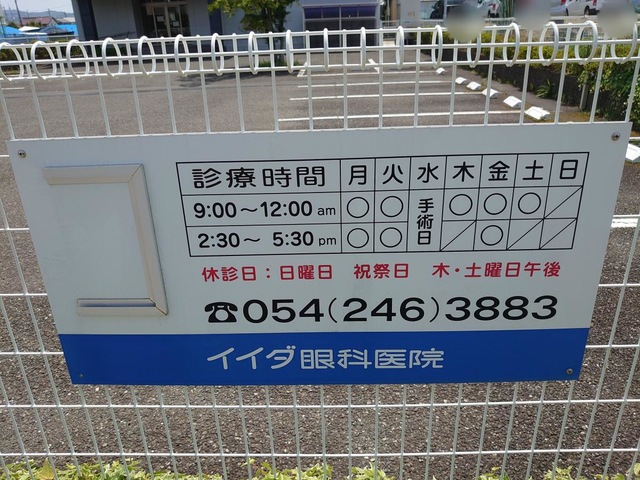 診療時間 月 火 水 木 金 土 日
9:00～12:00 am ○ ○ 手術日 ○ ○ ○ ／
2:30～ 5:30 pm ○ ○ ／ ○ ／ ／
休診日：日曜日 祝祭日 木・土曜日午後
☎054(246)3883
イイダ眼科医院